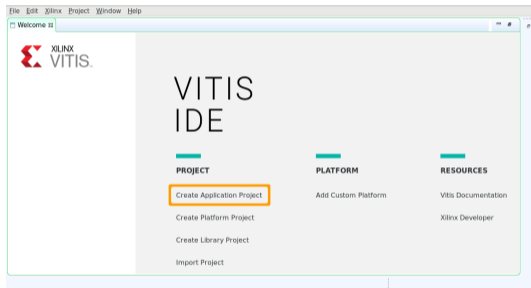 File Edit Xilinx Project Window Help
Welcome
XILINX
VITIS.
VITIS
IDE
PROJECT
Create Application Project
Create Platform Project
Create Library Project
Import Project
PLATFORM
Add Custom Platform
RESOURCES
Vitis Documentation
Xilinx Developer